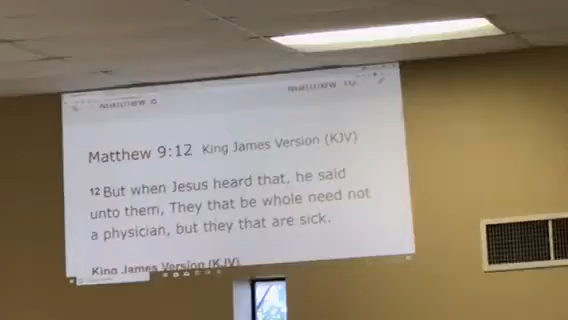 Matthew 9:12 King James Version (KJV)
12 But when Jesus heard that, he said
unto them, They that be whole need not
a physician, but they that are sick.
King James Version (KJV)